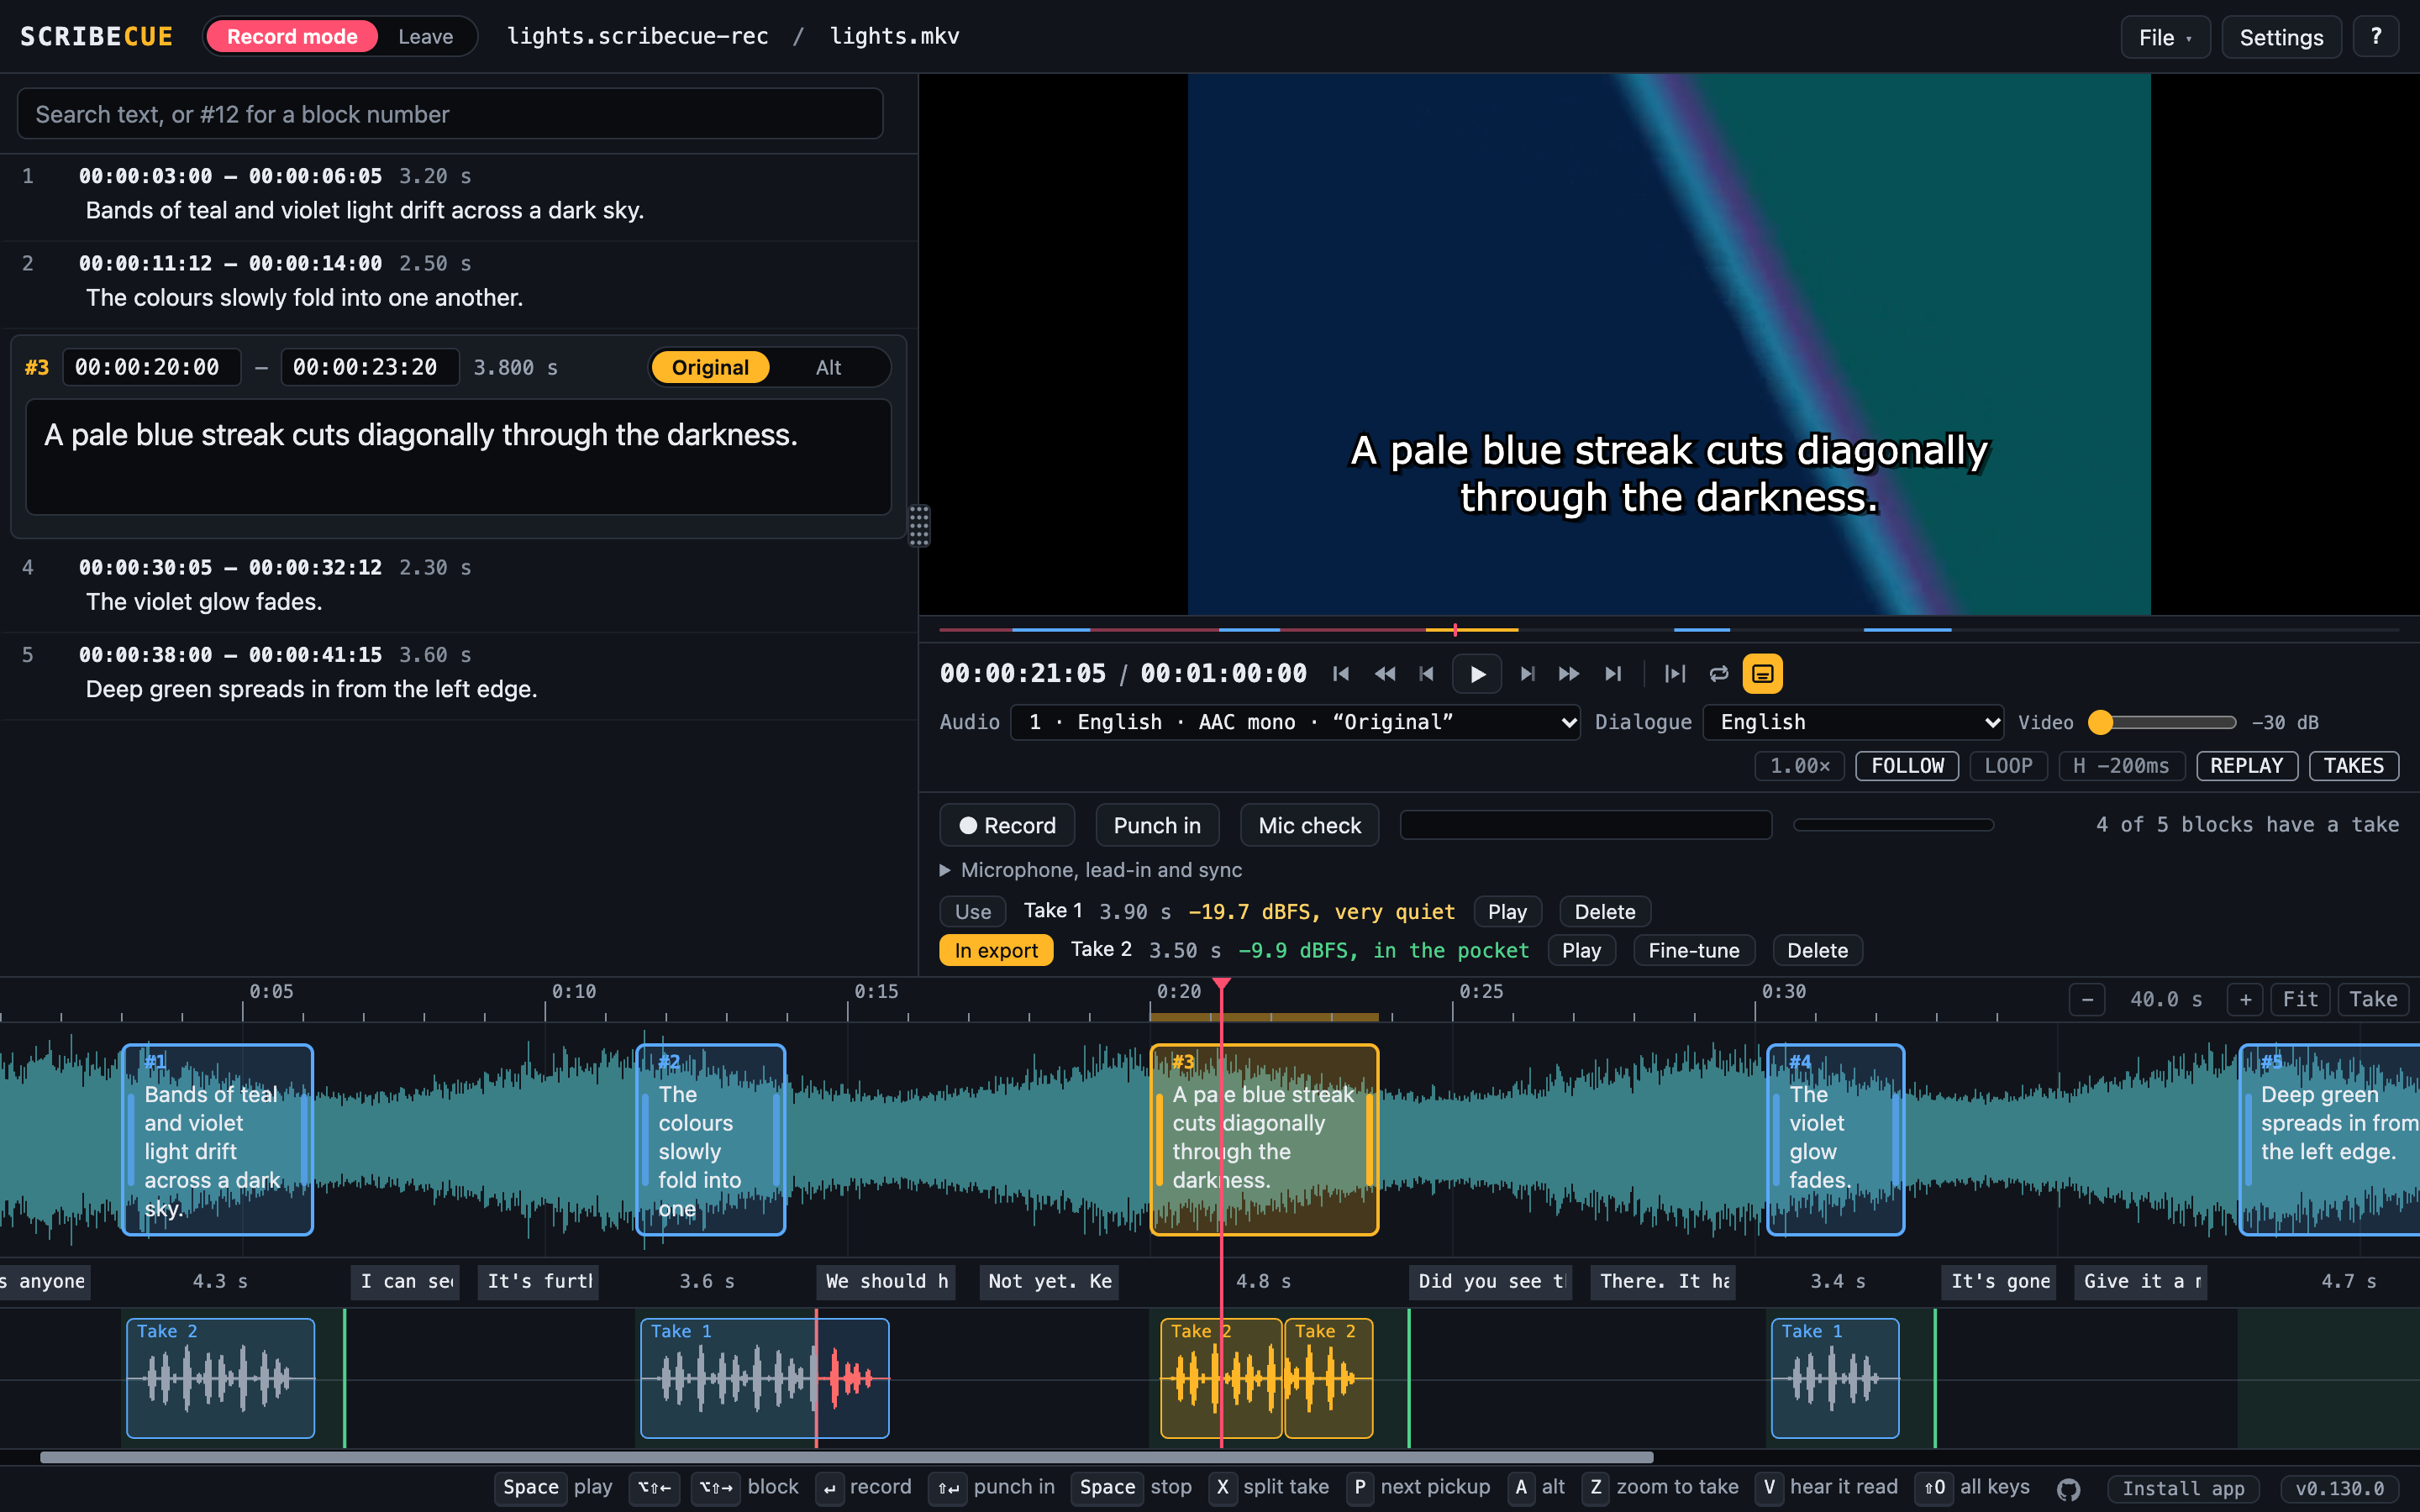 SCRIBECUE Record mode Leave lights.scribecue-rec / lights.mkv File Settings ?
Search text, or #12 for a block number
1 00:00:03:00 — 00:00:06:05 3.20 s
Bands of teal and violet light drift across a dark sky.
2 00:00:11:12 — 00:00:14:00 2.50 s
The colours slowly fold into one another.
#3 00:00:20:00 — 00:00:23:20 3.800 s Original Alt
A pale blue streak cuts diagonally through the darkness.
4 00:00:30:05 — 00:00:32:12 2.30 s
The violet glow fades.
5 00:00:38:00 — 00:00:41:15 3.60 s
Deep green spreads in from the left edge.
A pale blue streak cuts diagonally
through the darkness.
00:00:21:05 / 00:01:00:00
Audio 1 · English · AAC mono · “Original” Dialogue English Video −30 dB
1.00× FOLLOW LOOP H −200ms REPLAY TAKES
Record Punch in Mic check 4 of 5 blocks have a take
Microphone, lead-in and sync
Use Take 1 3.90 s −19.7 dBFS, very quiet Play Delete
In export Take 2 3.50 s −9.9 dBFS, in the pocket Play Fine-tune Delete
0:05 0:10 0:15 0:20 0:25 0:30 − 40.0 s + Fit Take
#1
Bands of teal
and violet
light drift
across a dark
sky.
#2
The
colours
slowly
fold into
one
#3
A pale blue streak
cuts diagonally
through the
darkness.
#4
The
violet
glow
fades.
#5
Deep green
spreads in from
the left edge.
s anyone 4.3 s I can see It's furth 3.6 s We should h Not yet. Ke 4.8 s Did you see t There. It ha 3.4 s It's gone Give it a 4.7 s
Take 2 Take 1 Take 2 Take 2 Take 1
Space play ⌥⇧← ⌥⇧→ block ↵ record ⇧↵ punch in Space stop X split take P next pickup A alt Z zoom to take V hear it read ⇧O all keys Install app v0.130.0